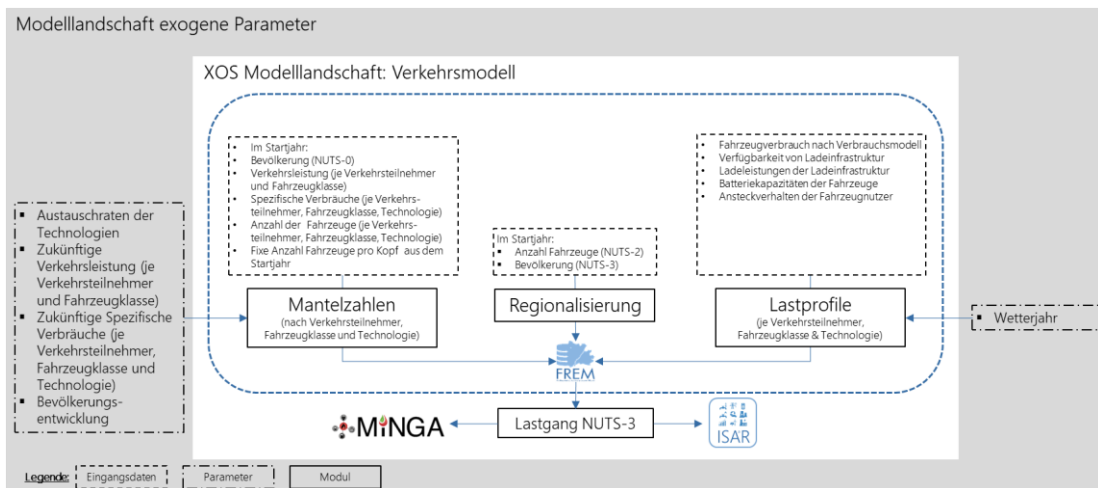 Modelllandschaft exogene Parameter
XOS Modelllandschaft: Verkehrsmodell
▪ Austauschraten der
Technologien
▪ Zukünftige
Verkehrsleistung (je
Verkehrsteilnehmer
und Fahrzeugklasse)
▪ Zukünftige Spezifische
Verbräuche (je
Verkehrsteilnehmer,
Fahrzeugklasse und
Technologie)
▪ Bevölkerungs-
entwicklung
• Im Startjahr:
• Bevölkerung (NUTS-0)
• Verkehrsleistung (je Verkehrsteilnehmer
und Fahrzeugklasse)
• Spezifische Verbräuche (je Verkehrs-
teilnehmer, Fahrzeugklasse, Technologie)
• Anzahl der Fahrzeuge (je Verkehrs-
teilnehmer, Fahrzeugklasse, Technologie)
• Fixe Anzahl Fahrzeuge pro Kopf aus dem
Startjahr
Mantelzahlen
(nach Verkehrsteilnehmer,
Fahrzeugklasse und Technologie)
Im Startjahr:
▪ Anzahl Fahrzeuge (NUTS-2)
▪ Bevölkerung (NUTS-3)
Regionalisierung
• Fahrzeugverbrauch nach Verbrauchsmodell
• Verfügbarkeit von Ladeinfrastruktur
• Ladeleistungen der Ladeinfrastruktur
• Batteriekapazitäten der Fahrzeuge
• Ansteckverhalten der Fahrzeugnutzer
Lastprofile
(je Verkehrsteilnehmer,
Fahrzeugklasse & Technologie)
▪ Wetterjahr
FREM
MiNGA
Lastgang NUTS-3
ISAR
Legende: Eingangsdaten Parameter Modul